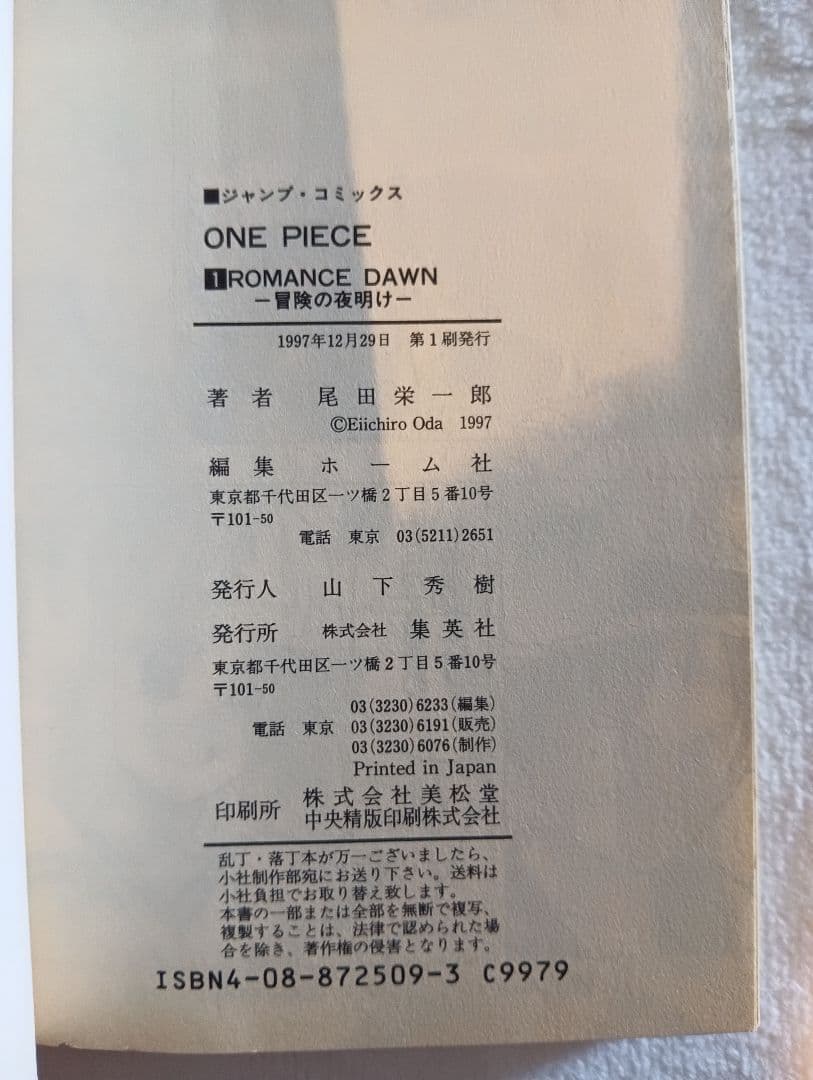 ■ジャンプ・コミックス
ONE PIECE
1 ROMANCE DAWN
－冒険の夜明け－
1997年12月29日 第1刷発行
著者 尾田栄一郎
©Eiichiro Oda 1997
編集 ホーム社
東京都千代田区一ツ橋2丁目5番10号
〒101-50
電話 東京 03(5211)2651
発行人 山下秀樹
発行所 株式会社 集英社
東京都千代田区一ツ橋2丁目5番10号
〒101-50
03(3230)6233(編集)
電話 東京 03(3230)6191(販売)
03(3230)6076(制作)
Printed in Japan
印刷所 株式会社美松堂
中央精版印刷株式会社
乱丁・落丁本が万一ございましたら、
小社制作部宛にお送り下さい。送料は
小社負担でお取り替え致します。
本書の一部または全部を無断で複写、
複製することは、法律で認められた場
合を除き、著作権の侵害となります。
ISBN4-08-872509-3 C9979